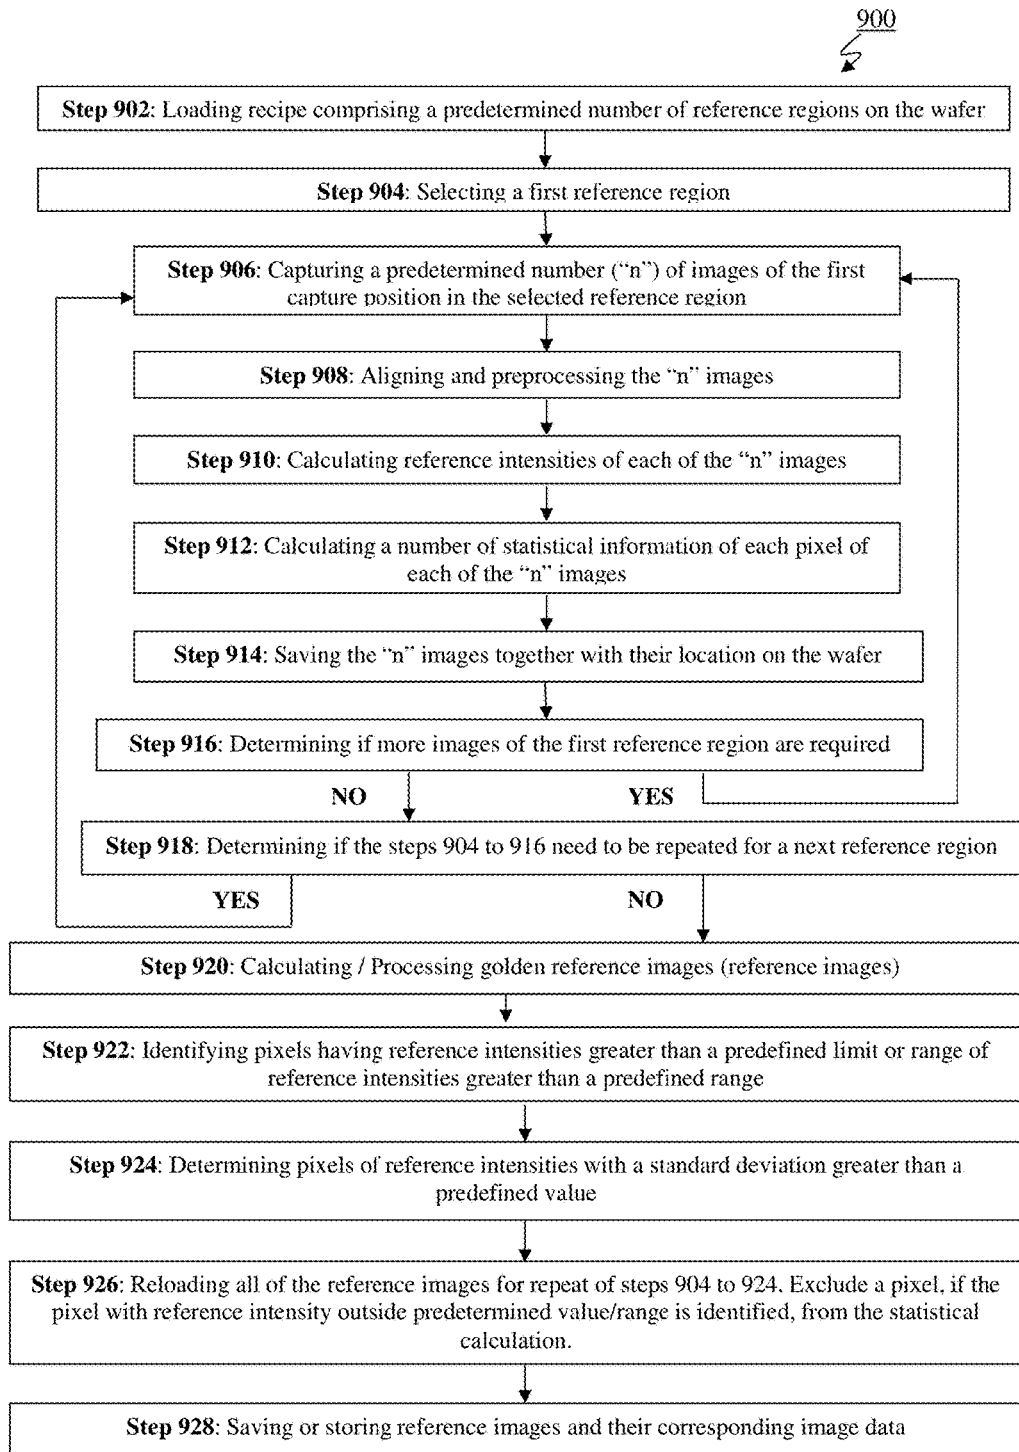 900
Step 902: Loading recipe comprising a predetermined number of reference regions on the wafer
Step 904: Selecting a first reference region
Step 906: Capturing a predetermined number (“n”) of images of the first
capture position in the selected reference region
Step 908: Aligning and preprocessing the “n” images
Step 910: Calculating reference intensities of each of the “n” images
Step 912: Calculating a number of statistical information of each pixel of
each of the “n” images
Step 914: Saving the “n” images together with their location on the wafer
Step 916: Determining if more images of the first reference region are required
NO YES
Step 918: Determining if the steps 904 to 916 need to be repeated for a next reference region
YES NO
Step 920: Calculating / Processing golden reference images (reference images)
Step 922: Identifying pixels having reference intensities greater than a predefined limit or range of
reference intensities greater than a predefined range
Step 924: Determining pixels of reference intensities with a standard deviation greater than a
predefined value
Step 926: Reloading all of the reference images for repeat of steps 904 to 924. Exclude a pixel, if the
pixel with reference intensity outside predetermined value/range is identified, from the statistical
calculation.
Step 928: Saving or storing reference images and their corresponding image data